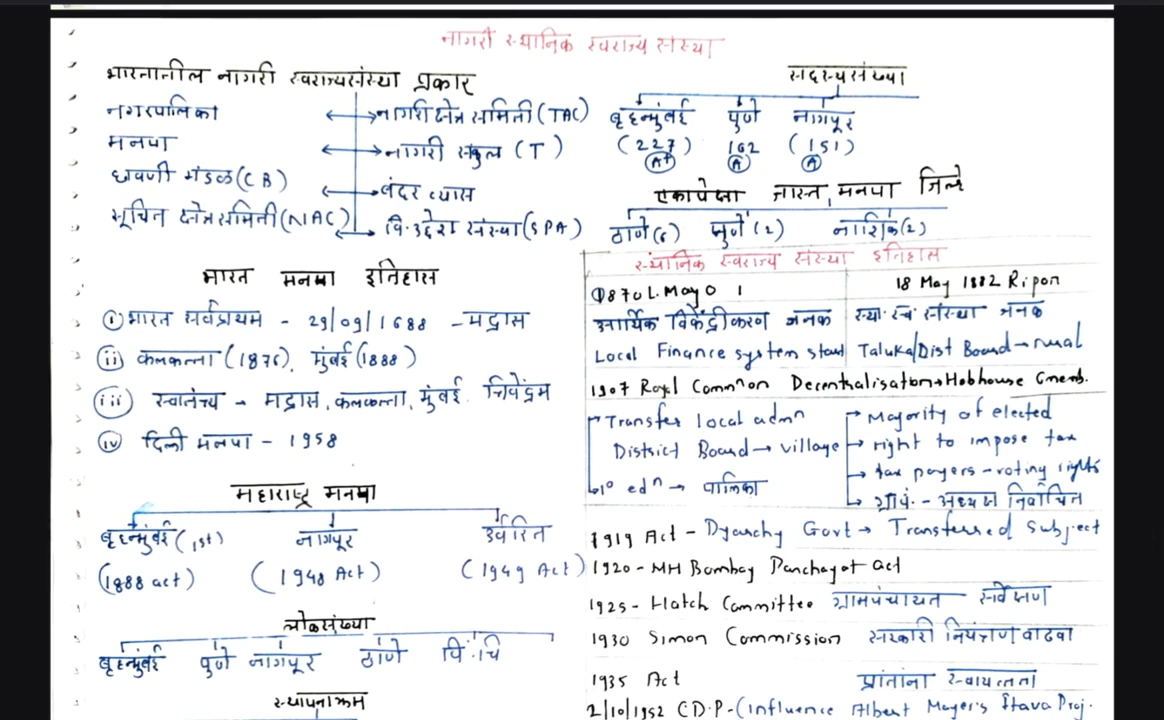 नागरी स्थानिक स्वराज्य संस्था
भारतातील नागरी स्वराज्यसंस्था प्रकार
नगरपालिका
नागरी क्षेत्र समिती (TAC)
मनपा
नागरी संकुल (T)
छावणी मंडळ (CB)
बंदर न्यास
सूचित क्षेत्र समिती (NAC)
वि. उद्देश संस्था (SPA)
सदस्यसंख्या
बृहन्मुंबई पुणे नागपूर
(227) 162 (151)
A+ A A
एकापेक्षा जास्त मनपा जिल्हे
ठाणे (6) पुणे (2) नाशिक (2)
भारत मनपा इतिहास
(i) भारत सर्वप्रथम - 29/09/1688 - मद्रास
(ii) कलकत्ता (1876), मुंबई (1888)
(iii) स्वातंत्र्य - मद्रास, कलकत्ता, मुंबई, त्रिवेंद्रम
(iv) दिल्ली मनपा - 1958
महाराष्ट्र मनपा
बृहन्मुंबई (1st) नागपूर उर्वरित
(1888 act) (1948 Act) (1949 Act)
लोकसंख्या
बृहन्मुंबई पुणे नागपूर ठाणे पिं. चिं
स्थापनाक्रम
स्थानिक स्वराज्य संस्था इतिहास
1870 L. Mayo
18 May 1882 Ripon
आर्थिक विकेंद्रीकरण जनक
स्था. स्व. संस्था जनक
Local Finance system start
Taluka/Dist Board → rural
1907 Royal Commⁿon Decentralisation → Hobhouse
Transfer local admⁿ
District Board → village
1° edⁿ → पालिका
Majority of elected
right to impose tax
tax payers - voting rights
ग्रापं. - अध्यक्ष निर्वाचित
1919 Act - Dyarchy Govt → Transferred Subject
1920 - MH Bombay Panchayat act
1925 - Hatch Committee ग्रामपंचायत सर्वेक्षण
1930 Simon Commission सरकारी नियंत्रण वाढवा
1935 Act प्रांतांना स्वायत्तता
2/10/1952 C.D.P - (influence Albert Mayer's Itava Proj.